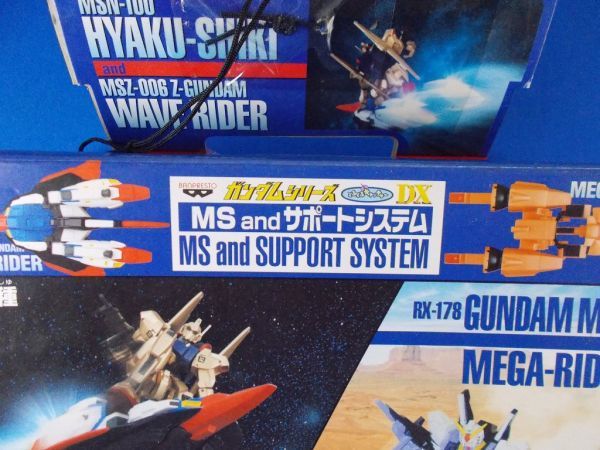 MSN-100
HYAKU-SHIKI
and
MSZ-006 Z-GUNDAM
WAVE RIDER
BANPRESTO
ガンダムシリーズ
DX
MS andサポートシステム
MS and SUPPORT SYSTEM
RIDER
RX-178 GUNDAM M
MEGA-RID